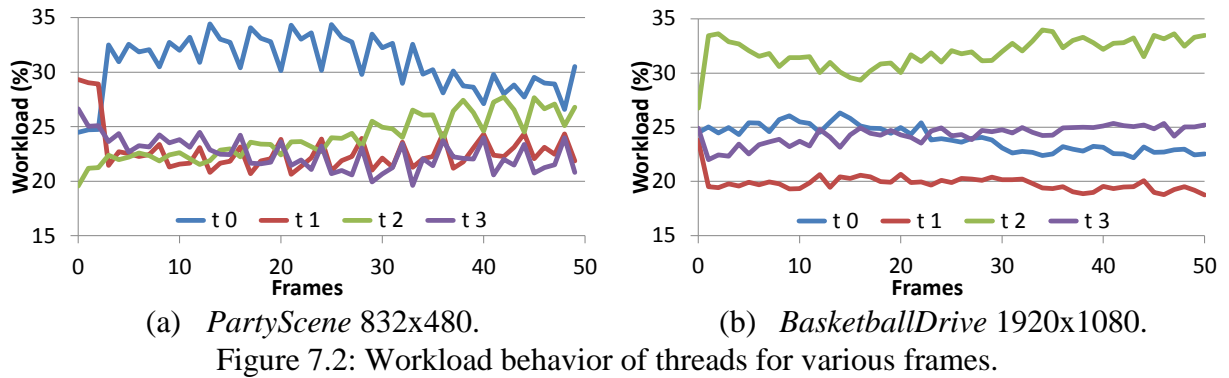 35
30
25
20
15
Workload (%)
t 0 t 1 t 2 t 3
0 10 20 30 40 50
Frames
(a) PartyScene 832x480.
35
30
25
20
15
Workload (%)
t 0 t 1 t 2 t 3
0 10 20 30 40 50
Frames
(b) BasketballDrive 1920x1080.
Figure 7.2: Workload behavior of threads for various frames.